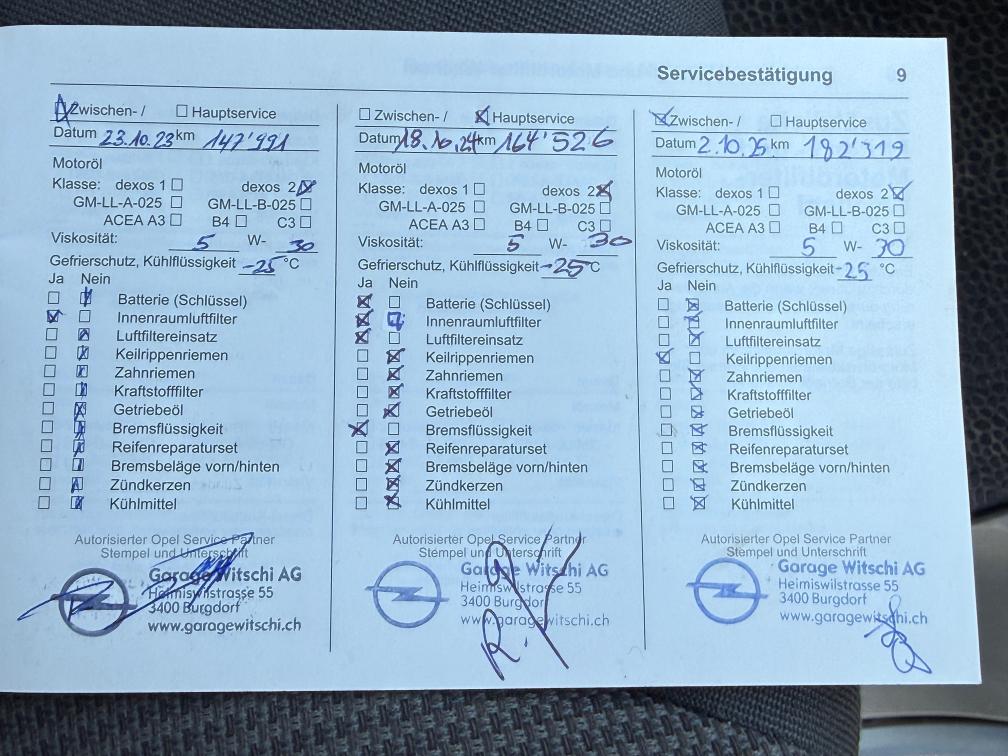 Servicebestätigung 9
Zwischen- / Hauptservice
Datum 23.10.23 km 147'991
Motoröl
Klasse: dexos 1 dexos 2
GM-LL-A-025 GM-LL-B-025
ACEA A3 B4 C3
Viskosität: 5 W- 30
Gefrierschutz, Kühlflüssigkeit -25 °C
Ja Nein
Batterie (Schlüssel)
Innenraumluftfilter
Luftfiltereinsatz
Keilrippenriemen
Zahnriemen
Kraftstofffilter
Getriebeöl
Bremsflüssigkeit
Reifenreparaturset
Bremsbeläge vorn/hinten
Zündkerzen
Kühlmittel
Autorisierter Opel Service Partner
Stempel und Unterschrift
Garage Witschi AG
Heimiswilstrasse 55
3400 Burgdorf
www.garagewitschi.ch
Zwischen- / Hauptservice
Datum 18.10.24 km 164'526
Motoröl
Klasse: dexos 1 dexos 2
GM-LL-A-025 GM-LL-B-025
ACEA A3 B4 C3
Viskosität: 5 W- 30
Gefrierschutz, Kühlflüssigkeit -25 °C
Ja Nein
Batterie (Schlüssel)
Innenraumluftfilter
Luftfiltereinsatz
Keilrippenriemen
Zahnriemen
Kraftstofffilter
Getriebeöl
Bremsflüssigkeit
Reifenreparaturset
Bremsbeläge vorn/hinten
Zündkerzen
Kühlmittel
Autorisierter Opel Service Partner
Stempel und Unterschrift
Garage Witschi AG
Heimiswilstrasse 55
3400 Burgdorf
www.garagewitschi.ch
Zwischen- / Hauptservice
Datum 2.10.25 km 182'319
Motoröl
Klasse: dexos 1 dexos 2
GM-LL-A-025 GM-LL-B-025
ACEA A3 B4 C3
Viskosität: 5 W- 30
Gefrierschutz, Kühlflüssigkeit -25 °C
Ja Nein
Batterie (Schlüssel)
Innenraumluftfilter
Luftfiltereinsatz
Keilrippenriemen
Zahnriemen
Kraftstofffilter
Getriebeöl
Bremsflüssigkeit
Reifenreparaturset
Bremsbeläge vorn/hinten
Zündkerzen
Kühlmittel
Autorisierter Opel Service Partner
Stempel und Unterschrift
Garage Witschi AG
Heimiswilstrasse 55
3400 Burgdorf
www.garagewitschi.ch